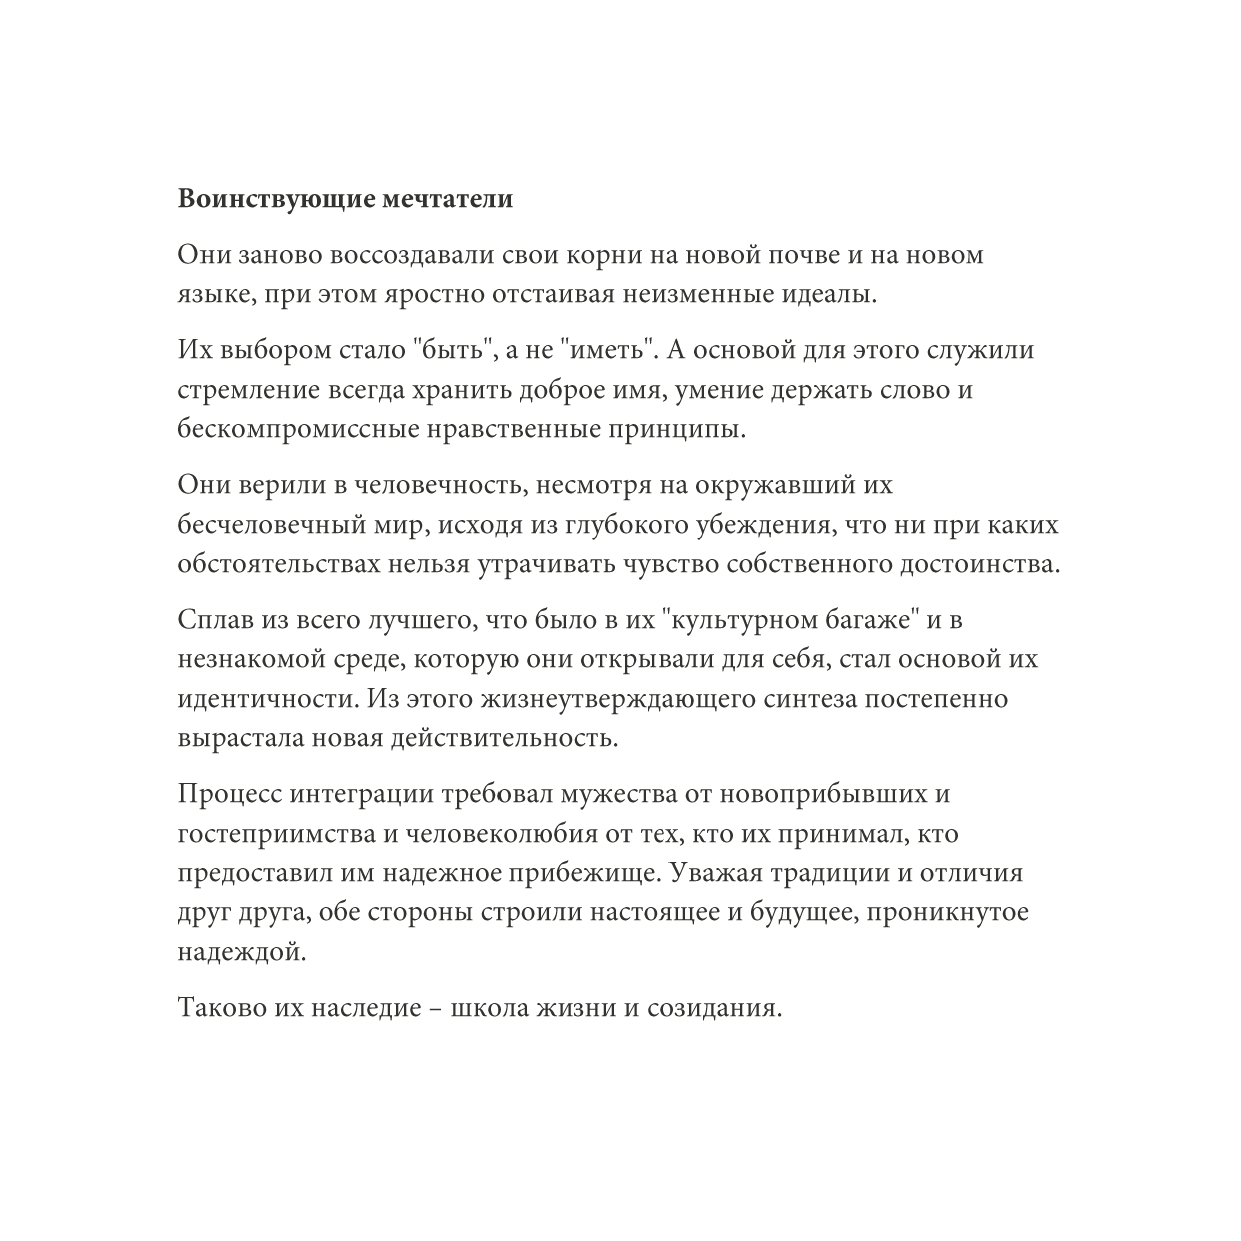 Воинствующие мечтатели
Они заново воссоздавали свои корни на новой почве и на новом
языке, при этом яростно отстаивая неизменные идеалы.
Их выбором стало "быть", а не "иметь". А основой для этого служили
стремление всегда хранить доброе имя, умение держать слово и
бескомпромиссные нравственные принципы.
Они верили в человечность, несмотря на окружавший их
бесчеловечный мир, исходя из глубокого убеждения, что ни при каких
обстоятельствах нельзя утрачивать чувство собственного достоинства.
Сплав из всего лучшего, что было в их "культурном багаже" и в
незнакомой среде, которую они открывали для себя, стал основой их
идентичности. Из этого жизнеутверждающего синтеза постепенно
вырастала новая действительность.
Процесс интеграции требовал мужества от новоприбывших и
гостеприимства и человеколюбия от тех, кто их принимал, кто
предоставил им надежное прибежище. Уважая традиции и отличия
друг друга, обе стороны строили настоящее и будущее, проникнутое
надеждой.
Таково их наследие – школа жизни и созидания.